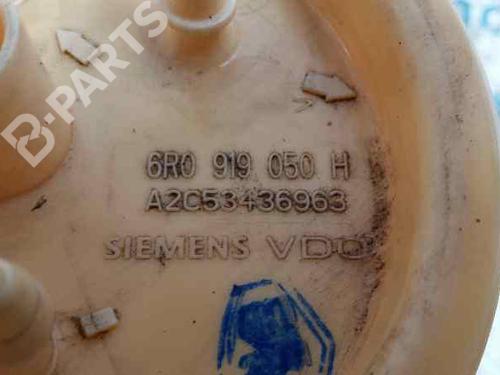 B-PARTS
6R0 919 050 H
A2C53436963
SIEMENS VDO